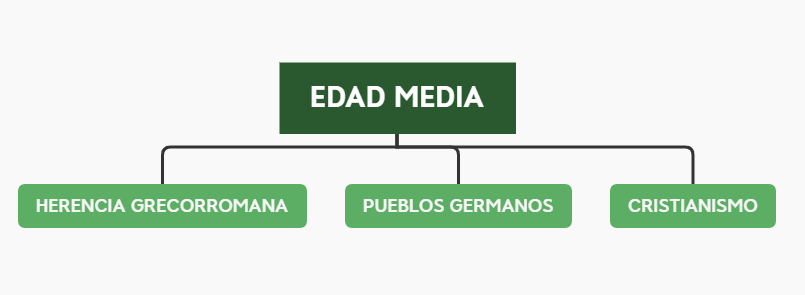 EDAD MEDIA
HERENCIA GRECORROMANA
PUEBLOS GERMANOS
CRISTIANISMO